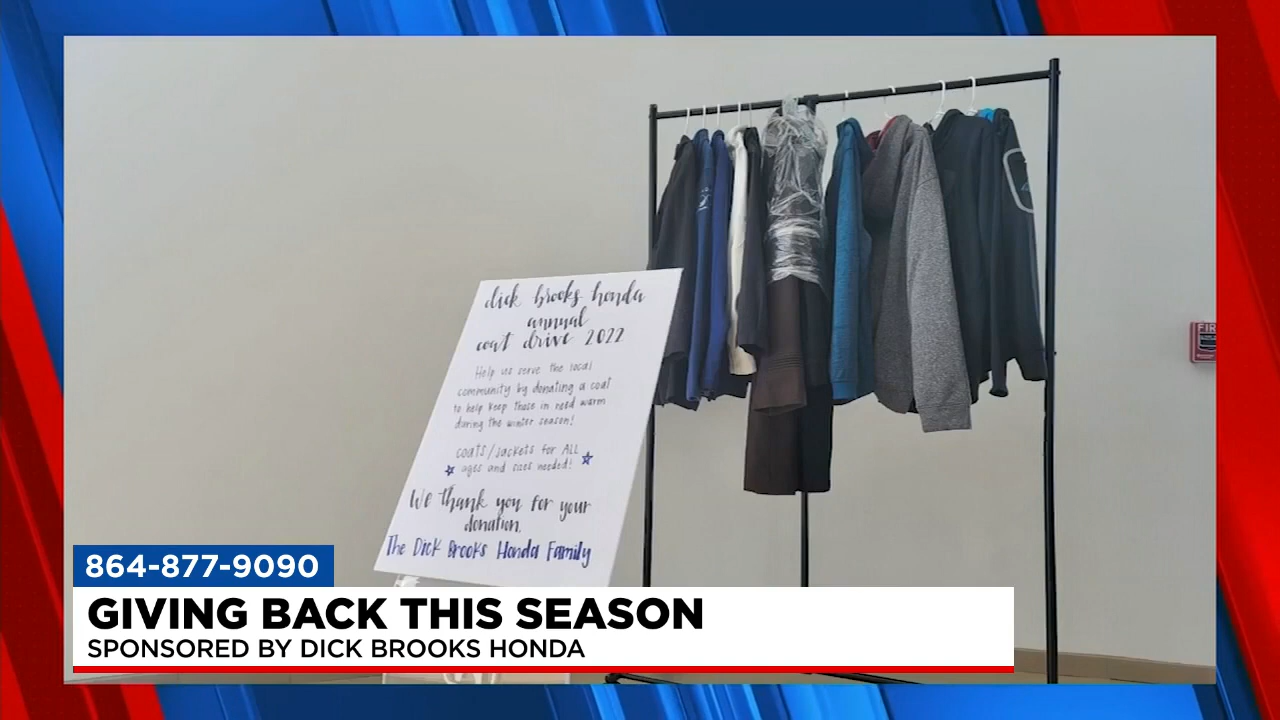 dick brooks honda
annual
coat drive 2022
Help us serve the local
community by donating a coat
to help keep those in need warm
during the winter season!
coats/jackets for ALL
ages and sizes needed!
We thank you for your
donation,
The Dick Brooks Honda Family
FIR
864-877-9090
GIVING BACK THIS SEASON
SPONSORED BY DICK BROOKS HONDA